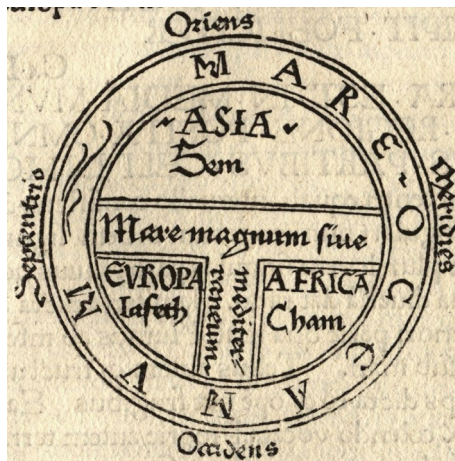 Oriens
MARE ~ OCEANVM
~ ASIA ~
Sem
Septentrio
Meridies
Mare magnum ſiue
mediter
raneum
EVROPA
Iafeth
AFRICA
Cham
Occidens